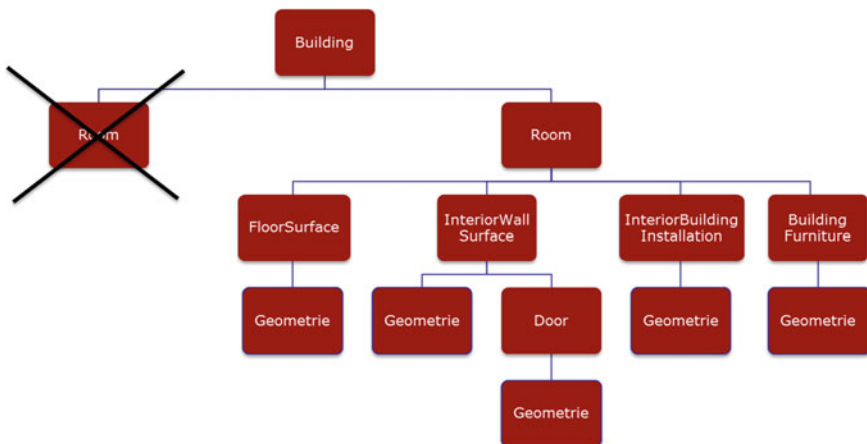 Building
Room
Room
FloorSurface
InteriorWall
Surface
InteriorBuilding
Installation
Building
Furniture
Geometrie
Geometrie
Door
Geometrie
Geometrie
Geometrie